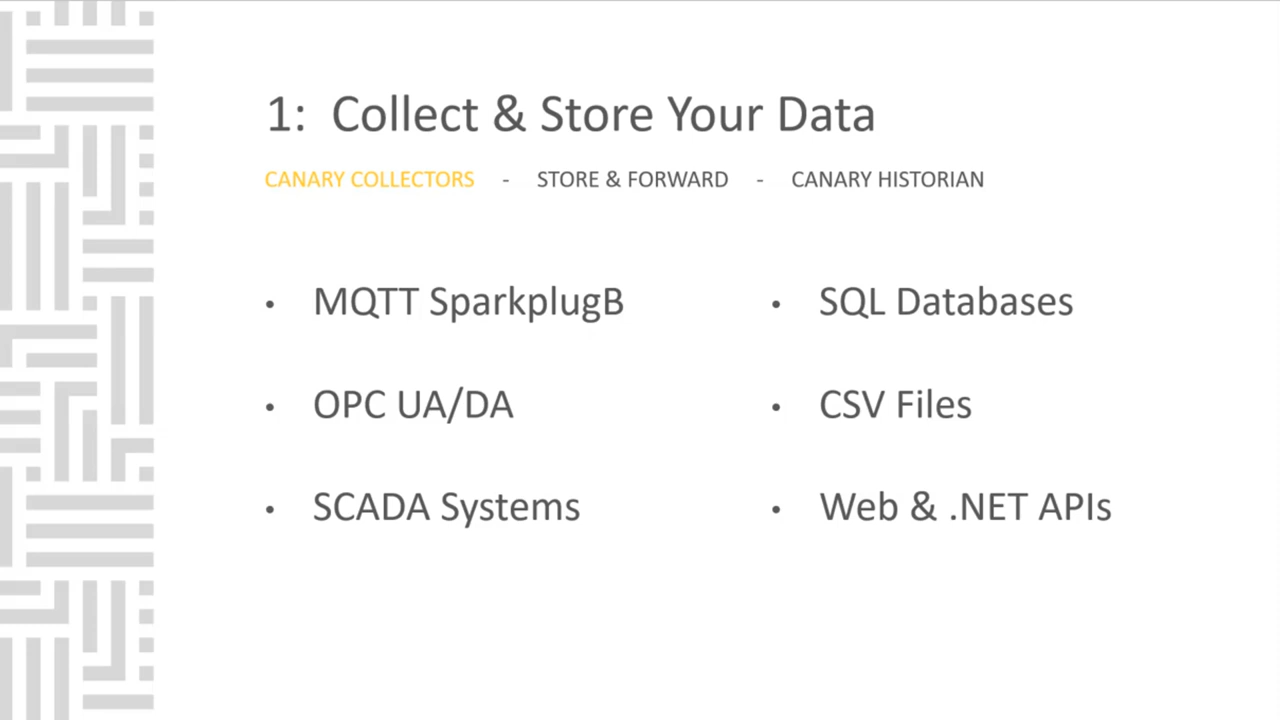 1: Collect & Store Your Data
CANARY COLLECTORS - STORE & FORWARD - CANARY HISTORIAN
• MQTT SparkplugB
• OPC UA/DA
• SCADA Systems
• SQL Databases
• CSV Files
• Web & .NET APIs